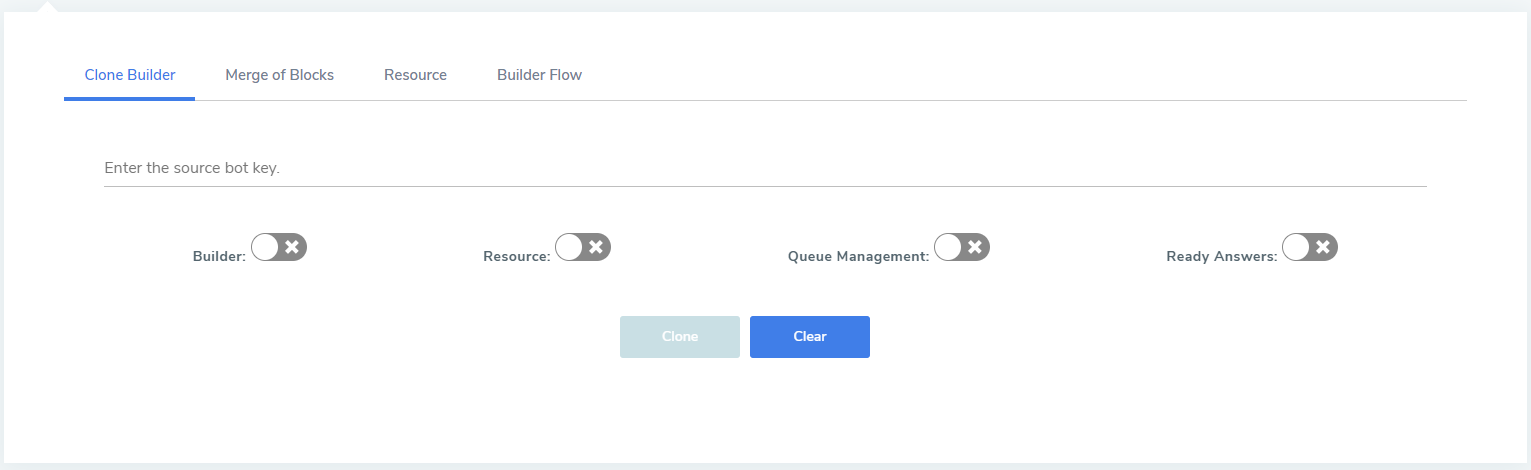 Clone Builder Merge of Blocks Resource Builder Flow
Enter the source bot key.
Builder: Resource: Queue Management: Ready Answers:
Clone Clear